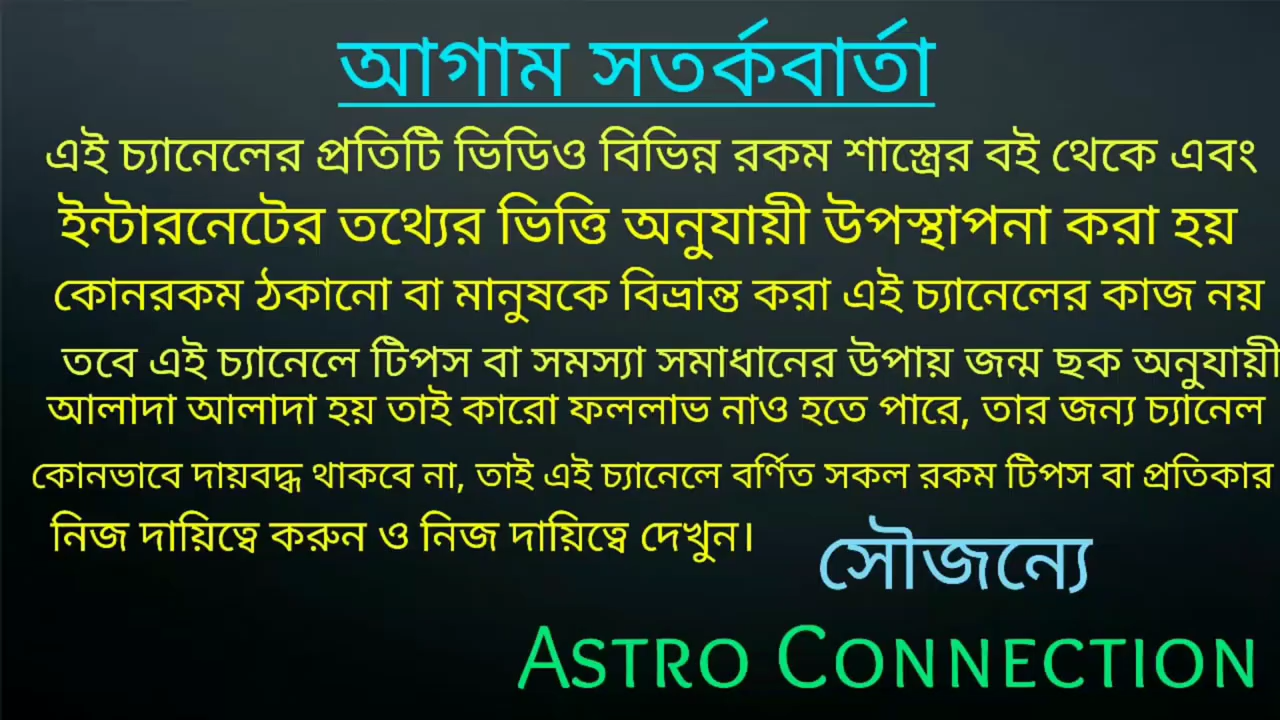 আগাম সতর্কবার্তা
এই চ্যানেলের প্রতিটি ভিডিও বিভিন্ন রকম শাস্ত্রের বই থেকে এবং
ইন্টারনেটের তথ্যের ভিত্তি অনুযায়ী উপস্থাপনা করা হয়
কোনরকম ঠকানো বা মানুষকে বিভ্রান্ত করা এই চ্যানেলের কাজ নয়
তবে এই চ্যানেলে টিপস বা সমস্যা সমাধানের উপায় জন্ম ছক অনুযায়ী
আলাদা আলাদা হয় তাই কারো ফললাভ নাও হতে পারে, তার জন্য চ্যানেল
কোনভাবে দায়বদ্ধ থাকবে না, তাই এই চ্যানেলে বর্ণিত সকল রকম টিপস বা প্রতিকার
নিজ দায়িত্বে করুন ও নিজ দায়িত্বে দেখুন।
সৌজন্যে
ASTRO CONNECTION